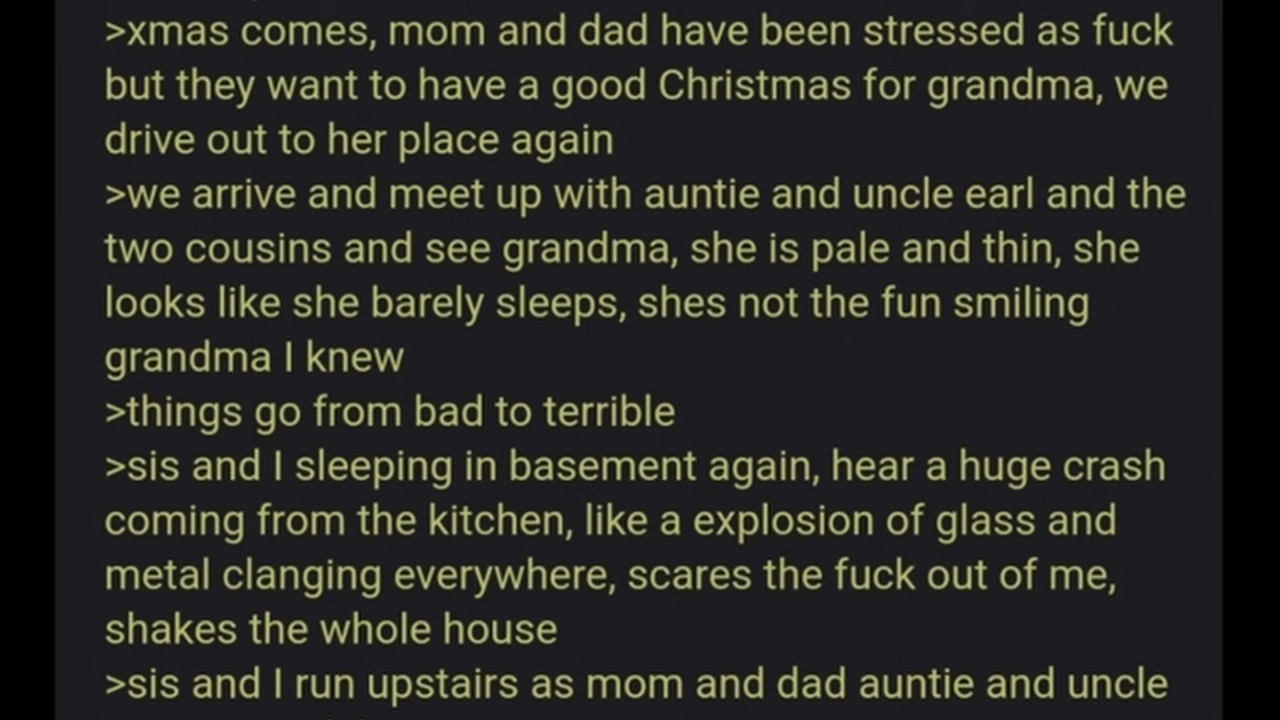 >xmas comes, mom and dad have been stressed as fuck
but they want to have a good Christmas for grandma, we
drive out to her place again
>we arrive and meet up with auntie and uncle earl and the
two cousins and see grandma, she is pale and thin, she
looks like she barely sleeps, shes not the fun smiling
grandma I knew
>things go from bad to terrible
>sis and I sleeping in basement again, hear a huge crash
coming from the kitchen, like a explosion of glass and
metal clanging everywhere, scares the fuck out of me,
shakes the whole house
>sis and I run upstairs as mom and dad auntie and uncle